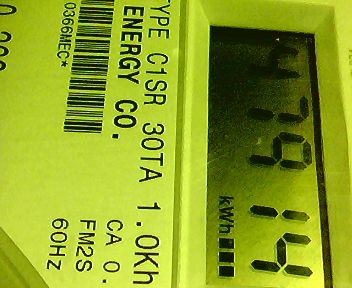 47914
kWh
TYPE C1SR 30TA 1.0Kh
ENERGY CO.
CA 0.
FM2S
60Hz
0366MEC*